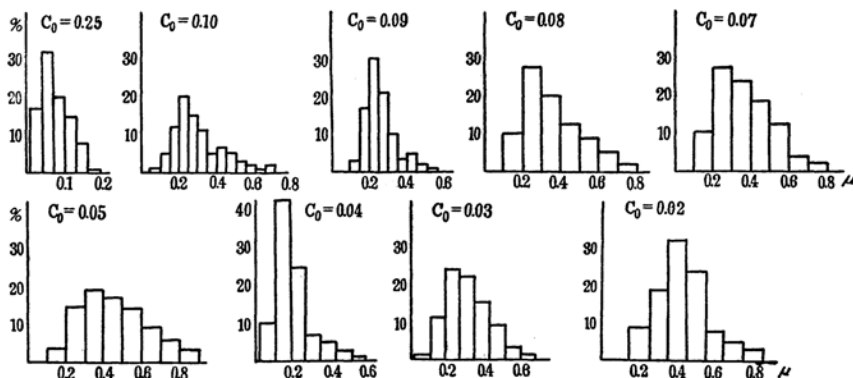 % C₀=0.25 C₀=0.10 C₀=0.09 C₀=0.08 C₀=0.07
30 30 30 30 30
20 20 20 20 20
10 10 10 10 10
0.1 0.2 0.2 0.4 0.6 0.8 0.2 0.4 0.6 0.2 0.4 0.6 0.8 0.2 0.4 0.6 0.8 μ
% C₀=0.05 40 C₀=0.04 C₀=0.03 C₀=0.02
30 30 30 30
20 20 20 20
10 10 10 10
0.2 0.4 0.6 0.8 0.2 0.4 0.6 0.2 0.4 0.6 0.2 0.4 0.6 0.8 μ